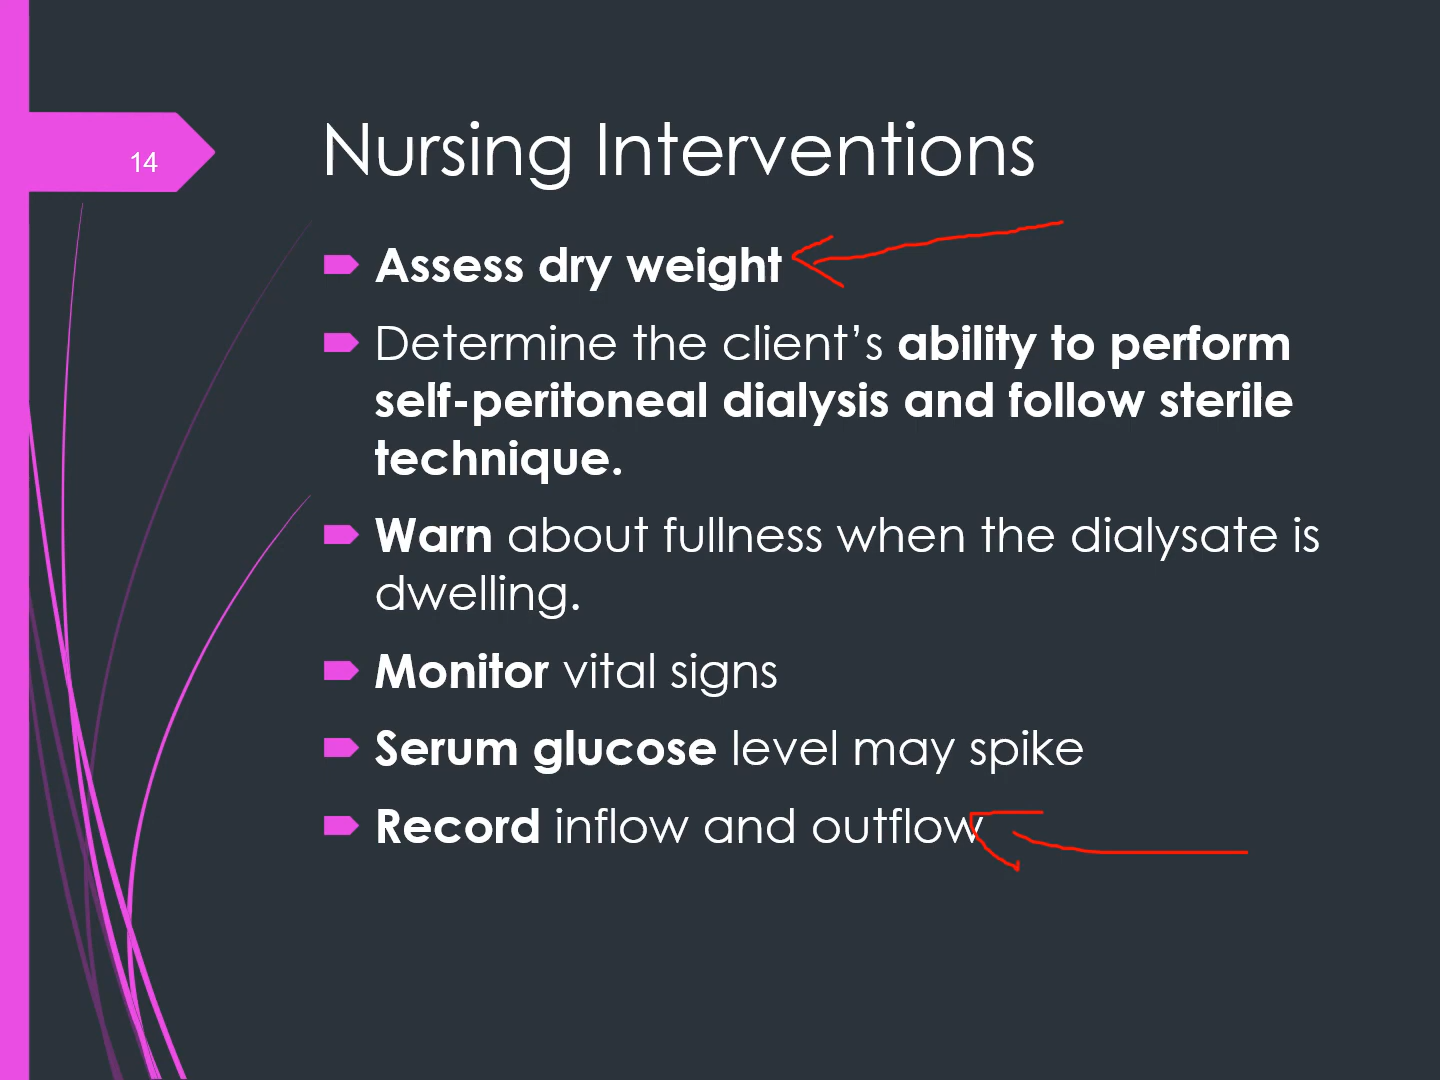 14
Nursing Interventions
Assess dry weight
Determine the client’s ability to perform
self-peritoneal dialysis and follow sterile
technique.
Warn about fullness when the dialysate is
dwelling.
Monitor vital signs
Serum glucose level may spike
Record inflow and outflow